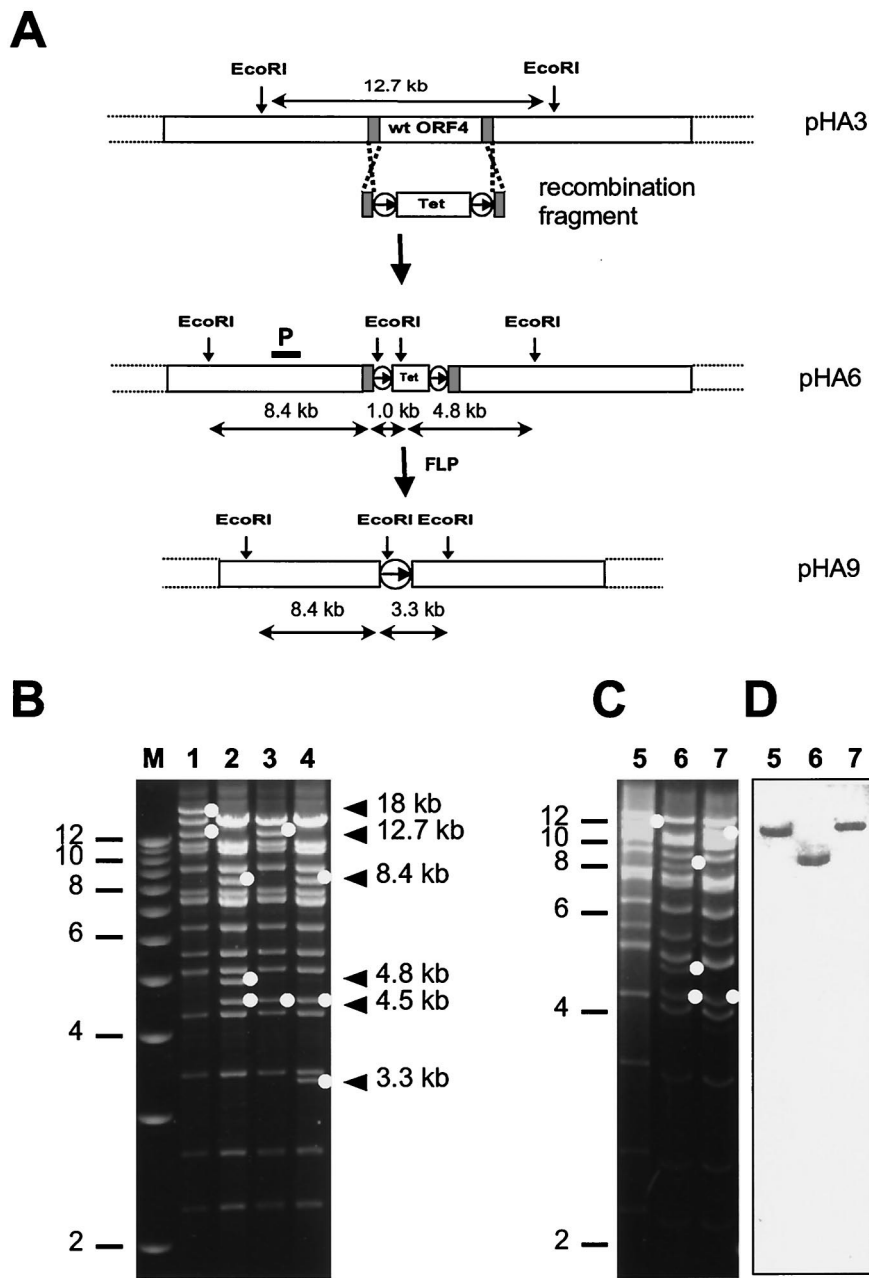 A
EcoRI EcoRI
12.7 kb
wt ORF4 pHA3
Tet recombination
fragment
EcoRI P EcoRI EcoRI
Tet pHA6
8.4 kb 1.0 kb 4.8 kb
FLP
EcoRI EcoRI EcoRI
pHA9
8.4 kb 3.3 kb
B C D
M 1 2 3 4 5 6 7 5 6 7
18 kb
12 12.7 kb 12
10 10
8 8.4 kb 8
6 6
4.8 kb
4.5 kb 4
4
3.3 kb
2 2